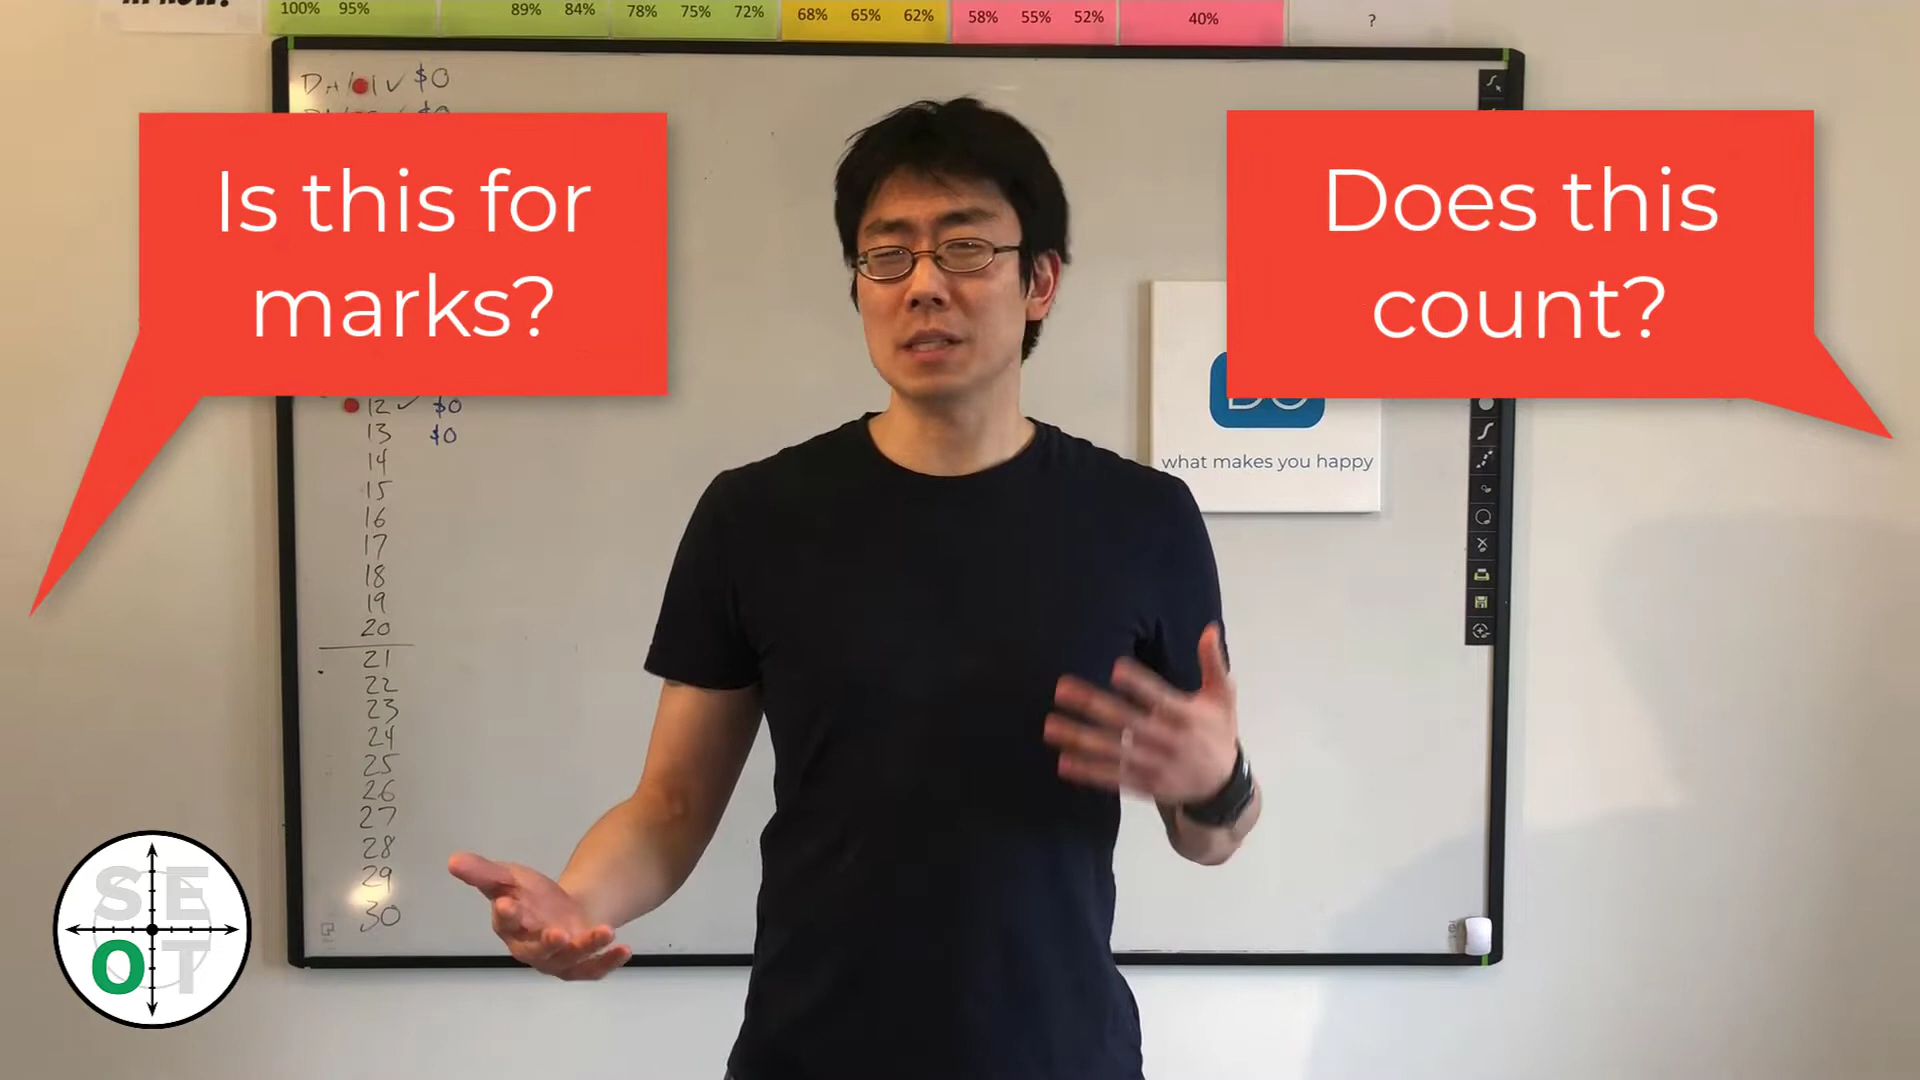 100% 95% 89% 84% 78% 75% 72% 68% 65% 62% 58% 55% 52% 40% ?
$0
Is this for
marks?
Does this
count?
12 ✓ $0
13 $0
14
15
16
17
18
19
20
21
22
23
24
25
26
27
28
29
30
what makes you happy
S E
O T